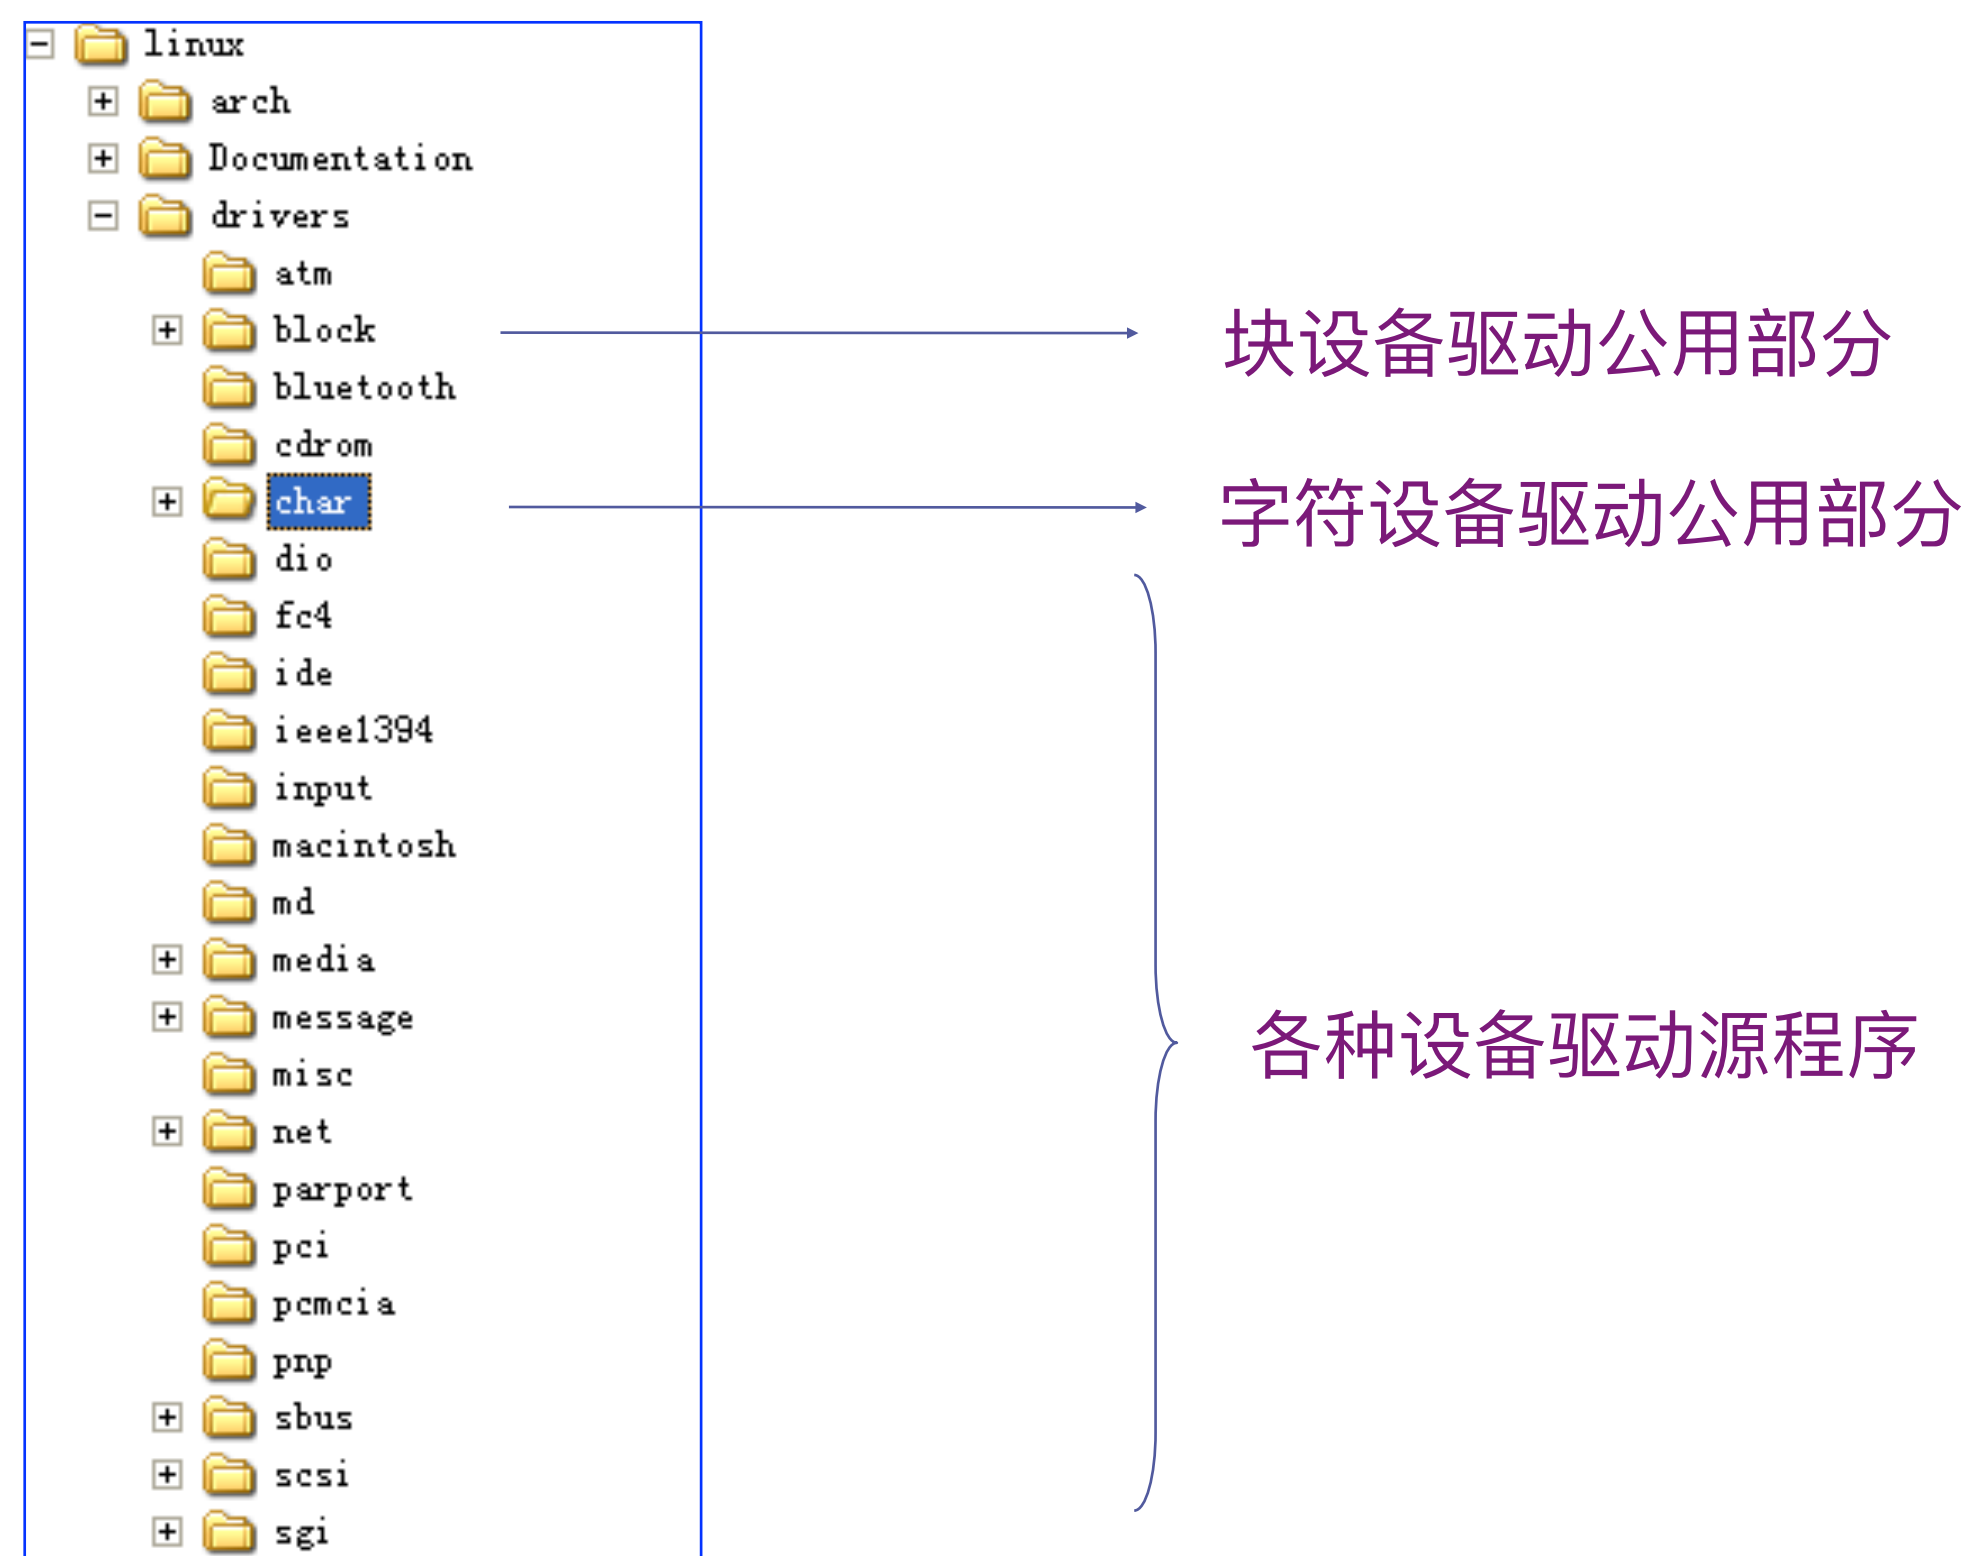 linux
arch
Documentation
drivers
atm
block
块设备驱动公用部分
bluetooth
cdrom
char
字符设备驱动公用部分
dio
fc4
ide
ieee1394
input
macintosh
md
media
message
各种设备驱动源程序
misc
net
parport
pci
pcmcia
pnp
sbus
scsi
sgi